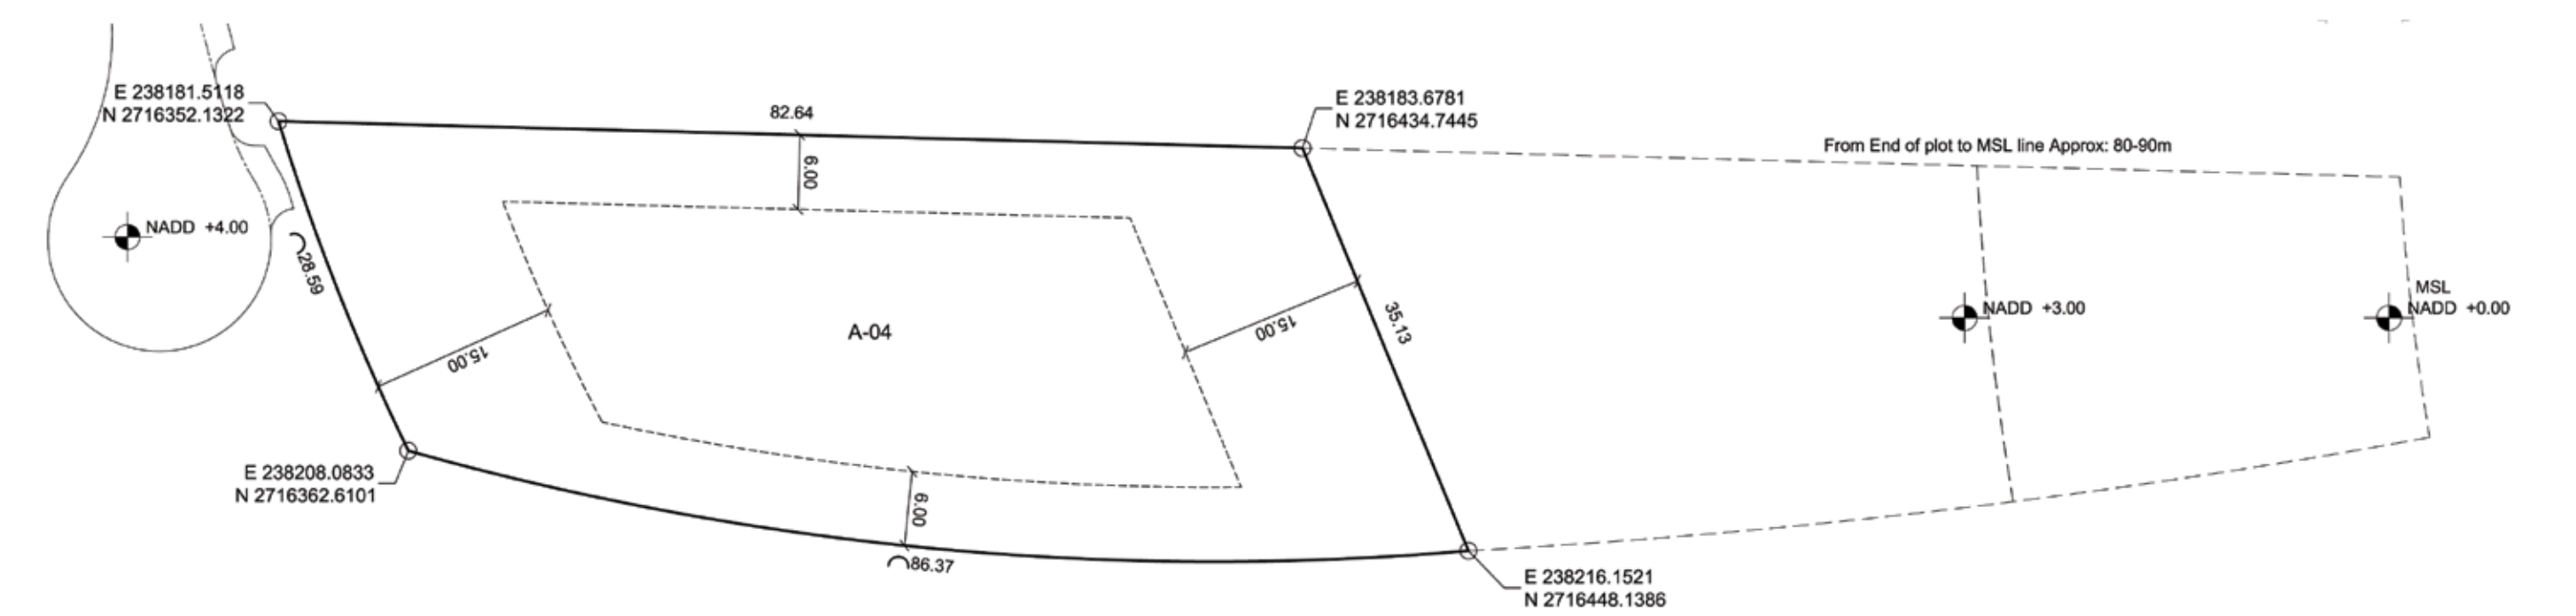 E 238181.5118
N 2716352.1322
82.64
E 238183.6781
N 2716434.7445
From End of plot to MSL line Approx: 80-90m
6.00
NADD +4.00
28.59
A-04
15.00
15.00
35.13
NADD +3.00
MSL
NADD +0.00
E 238208.0833
N 2716362.6101
6.00
86.37
E 238216.1521
N 2716448.1386